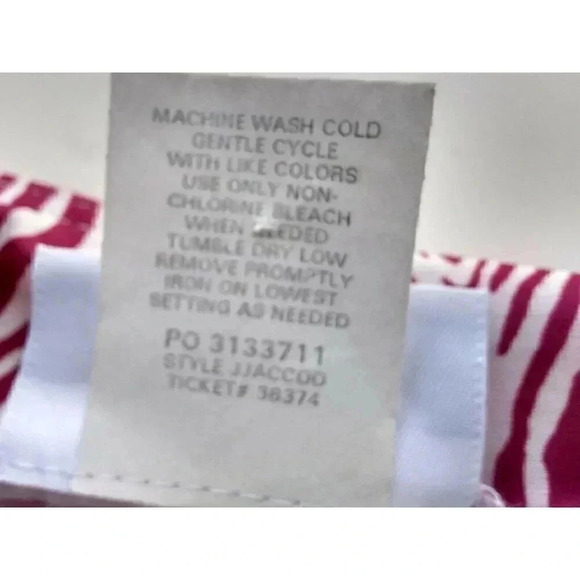 MACHINE WASH COLD
GENTLE CYCLE
WITH LIKE COLORS
USE ONLY NON-
CHLORINE BLEACH
WHEN NEEDED
TUMBLE DRY LOW
REMOVE PROMPTLY
IRON ON LOWEST
SETTING AS NEEDED
PO 3133711
STYLE JJACCOO
TICKET# 36374